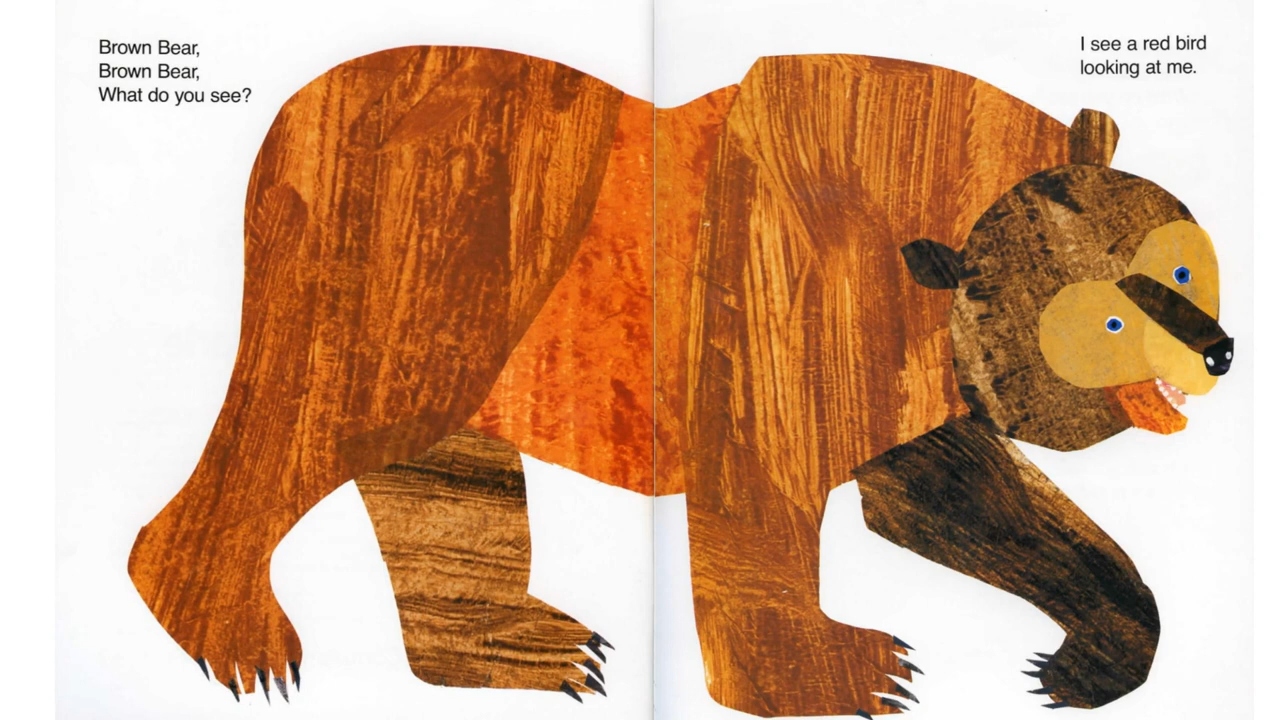 Brown Bear,
Brown Bear,
What do you see?
I see a red bird
looking at me.